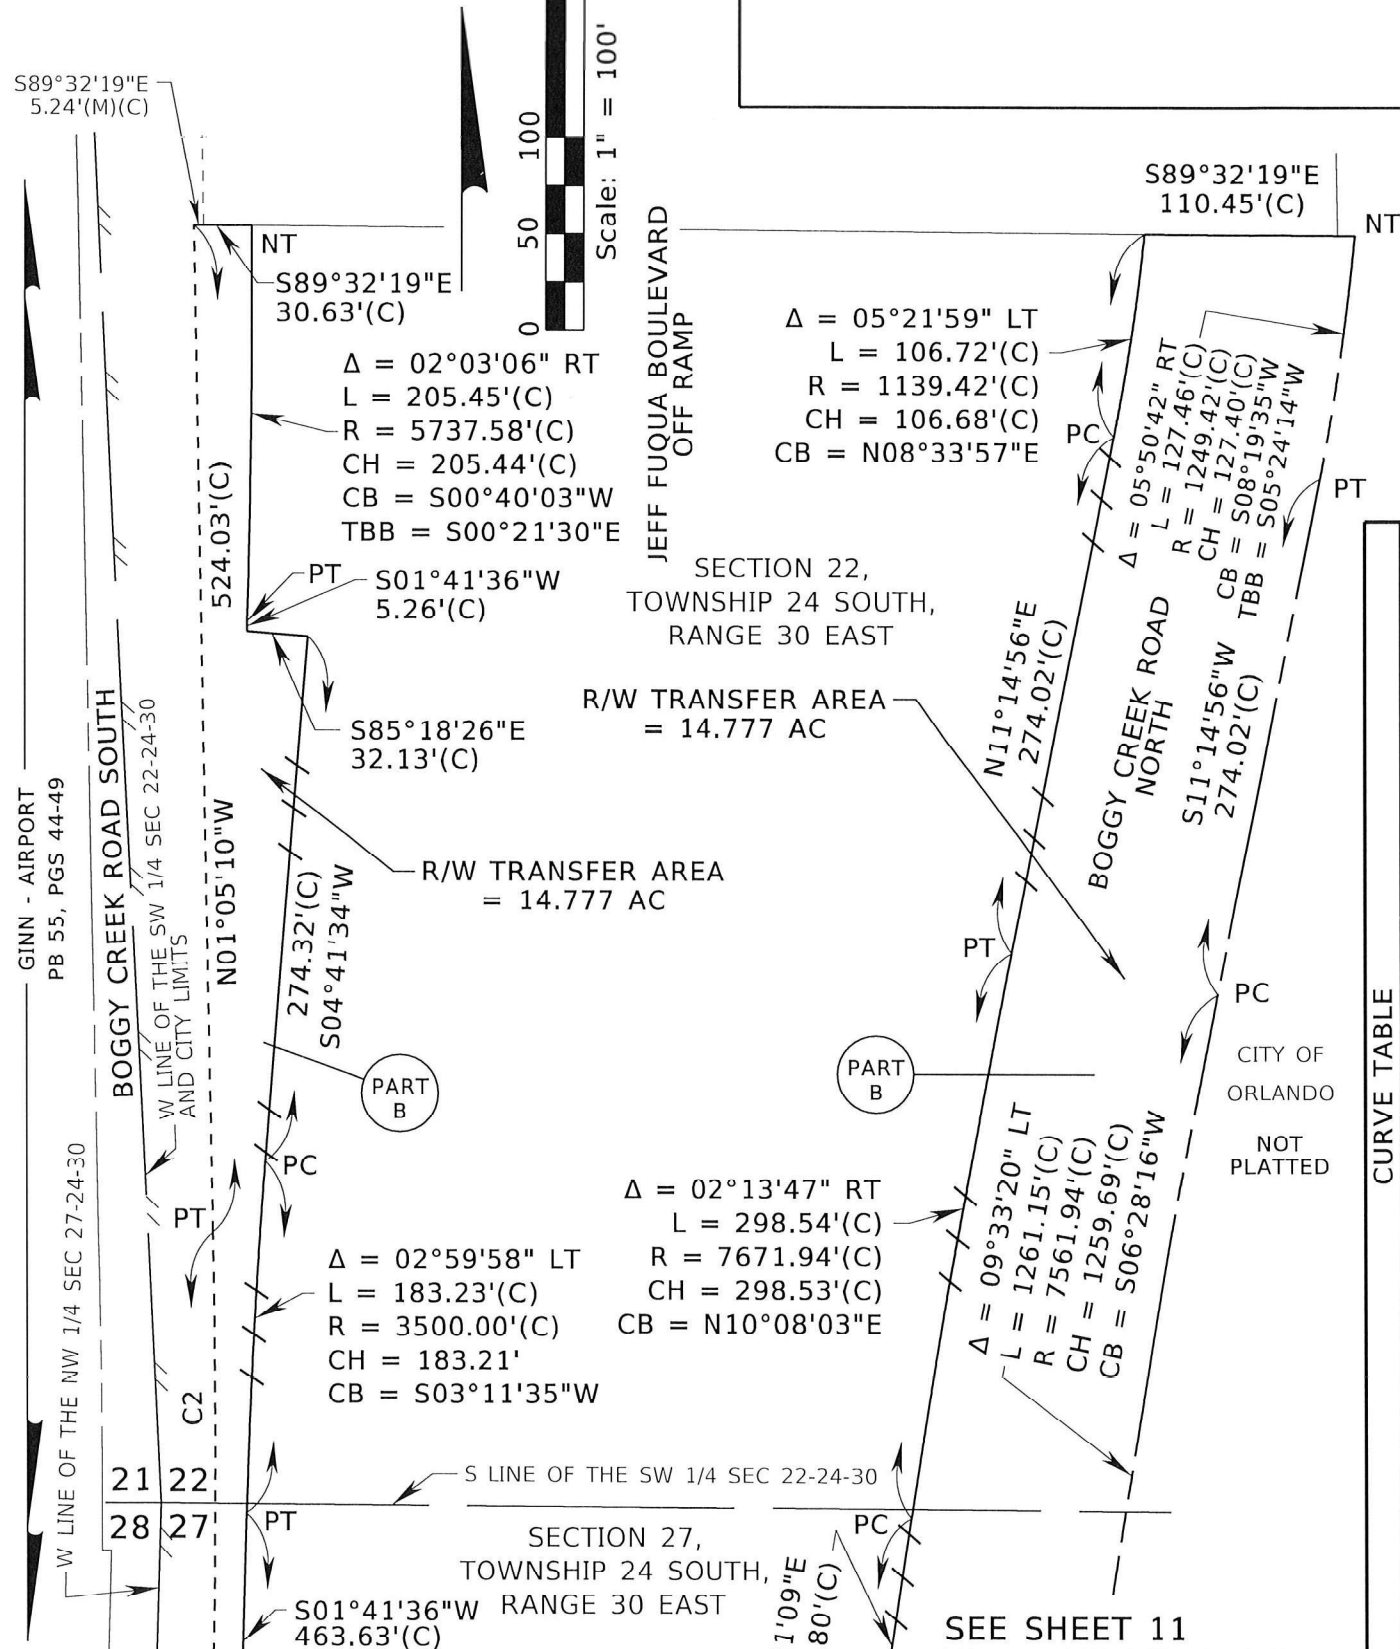 S89°32'19"E
5.24'(M)(C)
NT
S89°32'19"E
30.63'(C)
100
50
0
Scale: 1" = 100'
S89°32'19"E
110.45'(C)
NT
Δ = 02°03'06" RT
L = 205.45'(C)
R = 5737.58'(C)
CH = 205.44'(C)
CB = S00°40'03"W
TBB = S00°21'30"E
JEFF FUQUA BOULEVARD
OFF RAMP
Δ = 05°21'59" LT
L = 106.72'(C)
R = 1139.42'(C)
CH = 106.68'(C)
CB = N08°33'57"E
PC
Δ = 05°50'42" RT
L = 127.46'(C)
R = 1249.42'(C)
CH = 127.40'(C)
CB = S08°19'35"W
TBB = S05°24'14"W
PT
524.03'(C)
PT
S01°41'36"W
5.26'(C)
SECTION 22,
TOWNSHIP 24 SOUTH,
RANGE 30 EAST
S85°18'26"E
32.13'(C)
R/W TRANSFER AREA
= 14.777 AC
N11°14'56"E
274.02'(C)
BOGGY CREEK ROAD
NORTH
S11°14'56"W
274.02'(C)
GINN - AIRPORT
PB 55, PGS 44-49
BOGGY CREEK ROAD SOUTH
W LINE OF THE SW 1/4 SEC 22-24-30
AND CITY LIMITS
N01°05'10"W
R/W TRANSFER AREA
= 14.777 AC
274.32'(C)
S04°41'34"W
PT
PC
PART
B
PART
B
CITY OF
ORLANDO
NOT
PLATTED
CURVE TABLE
W LINE OF THE NW 1/4 SEC 27-24-30
PT
PC
Δ = 02°59'58" LT
L = 183.23'(C)
R = 3500.00'(C)
CH = 183.21'
CB = S03°11'35"W
Δ = 02°13'47" RT
L = 298.54'(C)
R = 7671.94'(C)
CH = 298.53'(C)
CB = N10°08'03"E
Δ = 09°33'20" LT
L = 1261.15'(C)
R = 7561.94'(C)
CH = 1259.69'(C)
CB = S06°28'16"W
C2
21 22
28 27
S LINE OF THE SW 1/4 SEC 22-24-30
PT
PC
SECTION 27,
TOWNSHIP 24 SOUTH,
RANGE 30 EAST
S01°41'36"W
463.63'(C)
1'09"E
80'(C)
SEE SHEET 11